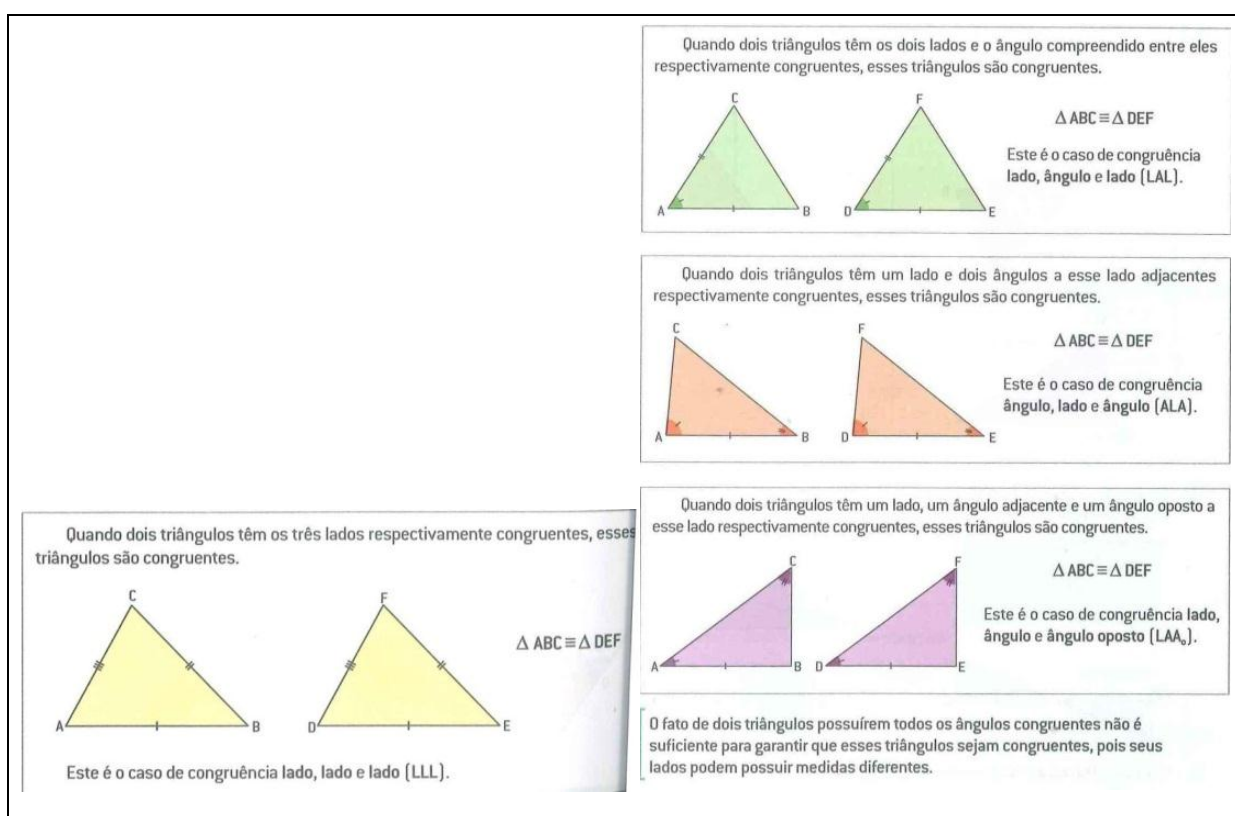 Quando dois triângulos têm os três lados respectivamente congruentes, esses
triângulos são congruentes.
C
F
Δ ABC ≡ Δ DEF
A
B
D
E
Este é o caso de congruência lado, lado e lado (LLL).
Quando dois triângulos têm os dois lados e o ângulo compreendido entre eles
respectivamente congruentes, esses triângulos são congruentes.
C
F
Δ ABC ≡ Δ DEF
Este é o caso de congruência
lado, ângulo e lado (LAL).
A
B
D
E
Quando dois triângulos têm um lado e dois ângulos a esse lado adjacentes
respectivamente congruentes, esses triângulos são congruentes.
C
F
Δ ABC ≡ Δ DEF
Este é o caso de congruência
ângulo, lado e ângulo (ALA).
A
B
D
E
Quando dois triângulos têm um lado, um ângulo adjacente e um ângulo oposto a
esse lado respectivamente congruentes, esses triângulos são congruentes.
C
F
Δ ABC ≡ Δ DEF
Este é o caso de congruência lado,
ângulo e ângulo oposto (LAAₒ).
A
B
D
E
O fato de dois triângulos possuírem todos os ângulos congruentes não é
suficiente para garantir que esses triângulos sejam congruentes, pois seus
lados podem possuir medidas diferentes.